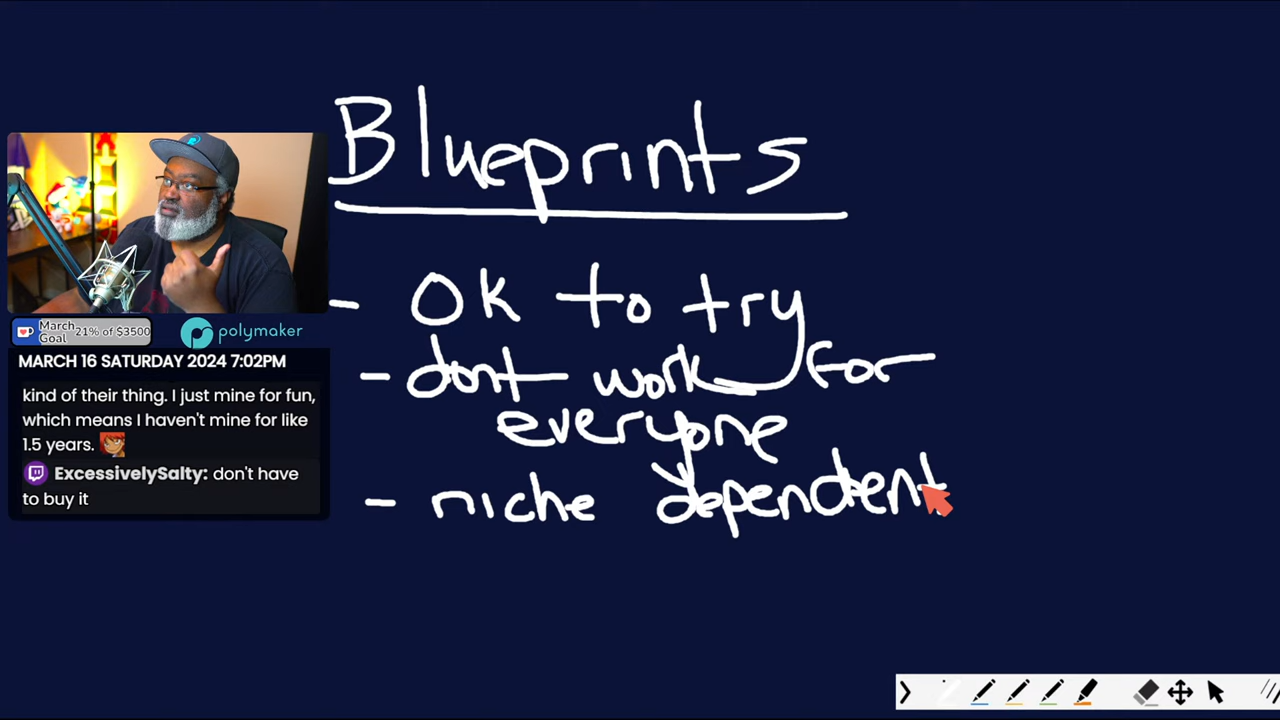 Blueprints
- OK to try
- dont work for
everyone
- niche dependent
March
Goal
21% of $3500
polymaker
MARCH 16 SATURDAY 2024 7:02PM
kind of their thing. I just mine for fun,
which means I haven't mine for like
1.5 years.
ExcessivelySalty: don't have
to buy it